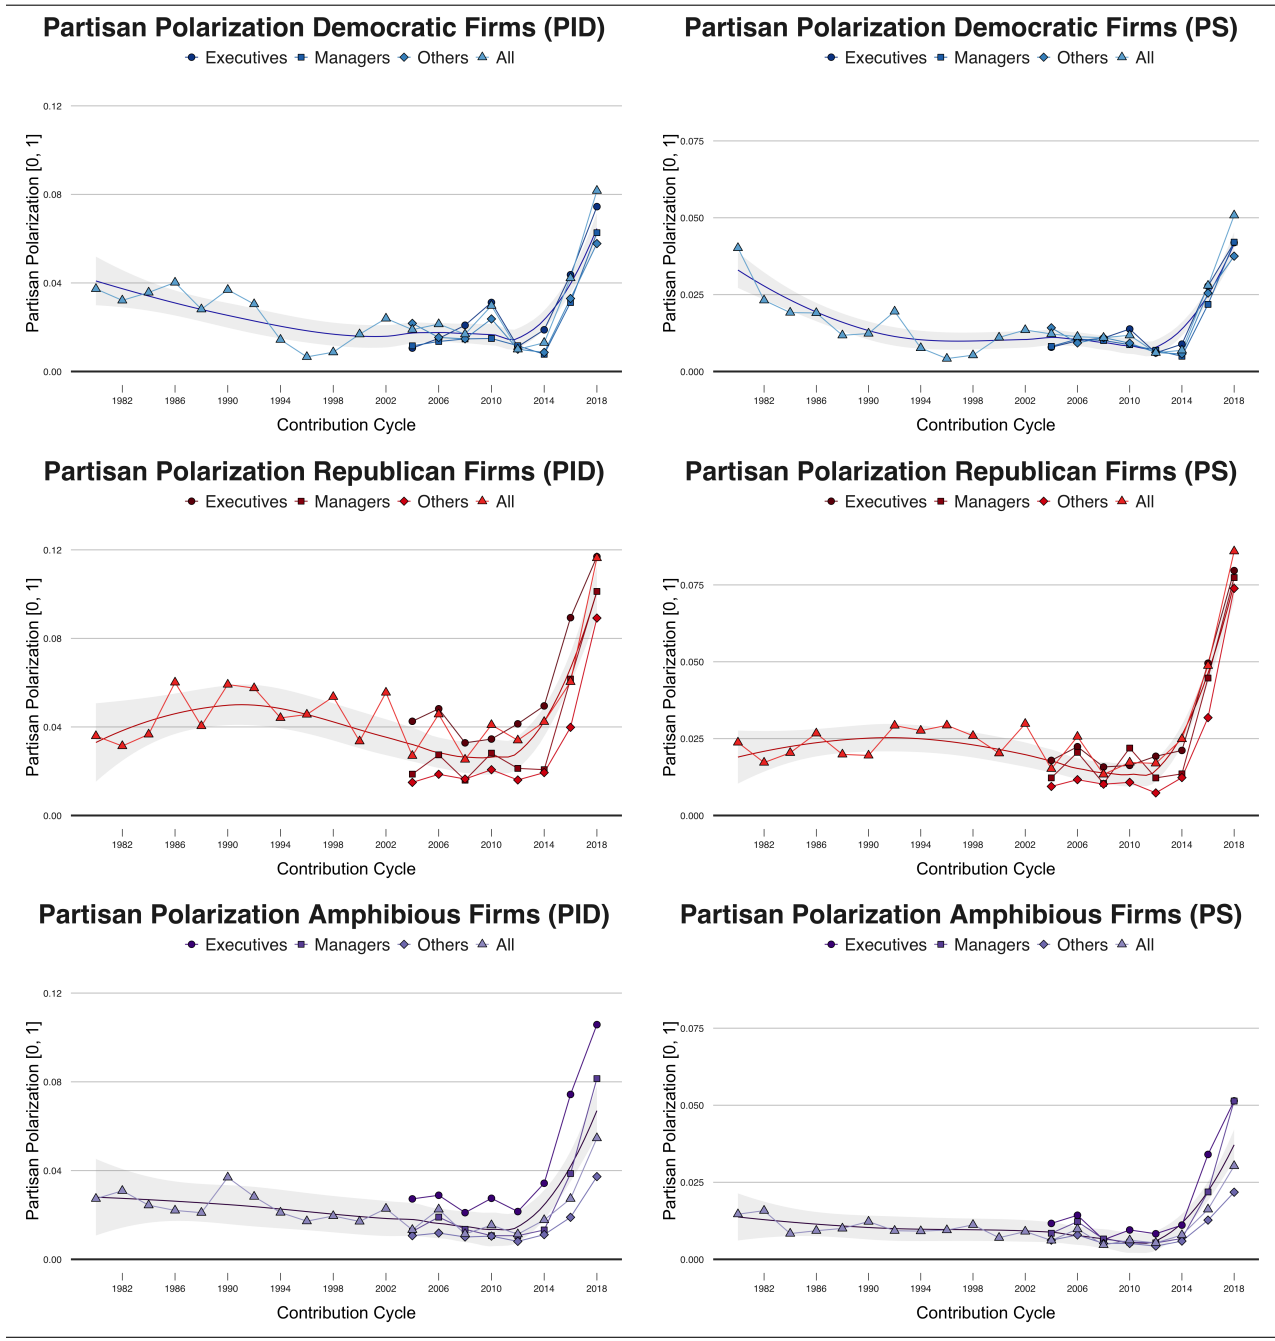 Partisan Polarization Democratic Firms (PID)
Executives Managers Others All
Partisan Polarization [0, 1]
0.12
0.08
0.04
0.00
1982 1986 1990 1994 1998 2002 2006 2010 2014 2018
Contribution Cycle
Partisan Polarization Democratic Firms (PS)
Executives Managers Others All
Partisan Polarization [0, 1]
0.075
0.050
0.025
0.000
1982 1986 1990 1994 1998 2002 2006 2010 2014 2018
Contribution Cycle
Partisan Polarization Republican Firms (PID)
Executives Managers Others All
Partisan Polarization [0, 1]
0.12
0.08
0.04
0.00
1982 1986 1990 1994 1998 2002 2006 2010 2014 2018
Contribution Cycle
Partisan Polarization Republican Firms (PS)
Executives Managers Others All
Partisan Polarization [0, 1]
0.075
0.050
0.025
0.000
1982 1986 1990 1994 1998 2002 2006 2010 2014 2018
Contribution Cycle
Partisan Polarization Amphibious Firms (PID)
Executives Managers Others All
Partisan Polarization [0, 1]
0.12
0.08
0.04
0.00
1982 1986 1990 1994 1998 2002 2006 2010 2014 2018
Contribution Cycle
Partisan Polarization Amphibious Firms (PS)
Executives Managers Others All
Partisan Polarization [0, 1]
0.075
0.050
0.025
0.000
1982 1986 1990 1994 1998 2002 2006 2010 2014 2018
Contribution Cycle